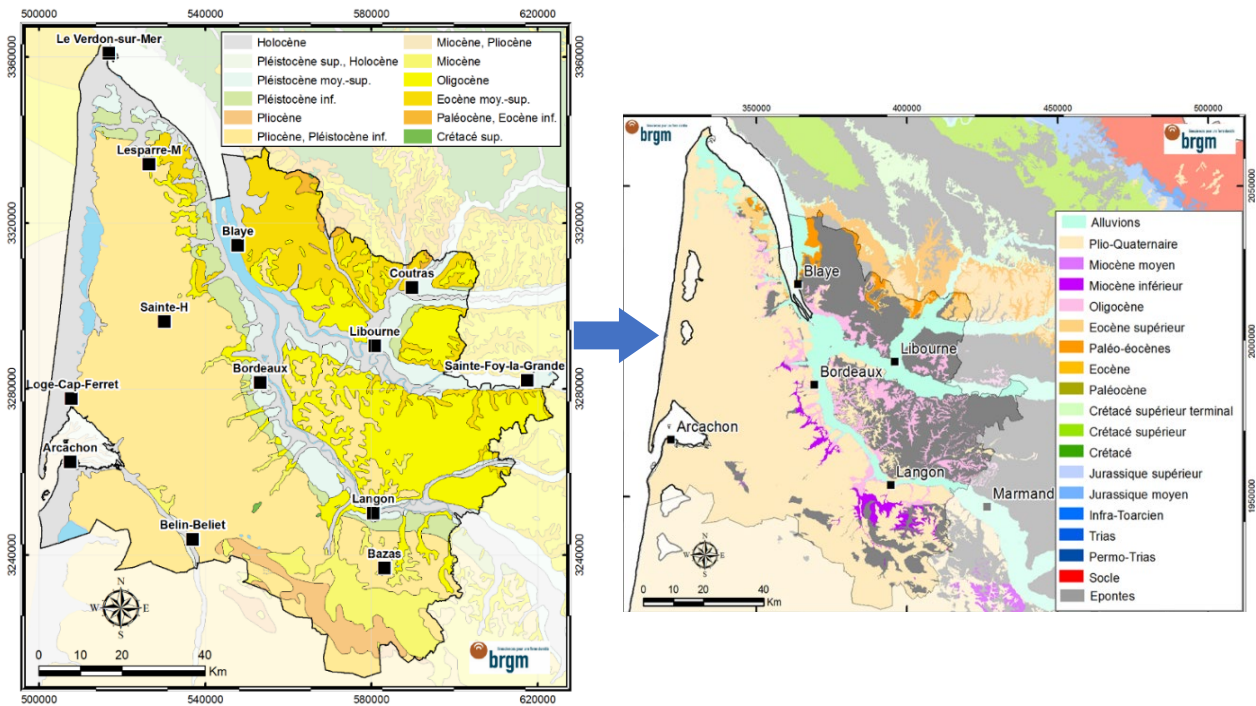 500000 540000 580000 620000
3360000
3320000
3280000
3240000
Le Verdon-sur-Mer
Holocène
Pléistocène sup., Holocène
Pléistocène moy.-sup.
Pléistocène inf.
Pliocène
Pliocène, Pléistocène inf.
Miocène, Pliocène
Miocène
Oligocène
Eocène moy.-sup.
Paléocène, Eocène inf.
Crétacé sup.
Lesparre-M
Blaye
Coutras
Sainte-H
Libourne
Bordeaux
Sainte-Foy-la-Grande
Loge-Cap-Ferret
Arcachon
Langon
Belin-Beliet
Bazas
N
W E
S
0 20 40
Km
brgm
500000 540000 580000 620000
350000 400000 450000 500000
brgm
brgm
2050000
2000000
1950000
Alluvions
Plio-Quaternaire
Miocène moyen
Miocène inférieur
Oligocène
Eocène supérieur
Paléo-éocènes
Eocène
Paléocène
Crétacé supérieur terminal
Crétacé supérieur
Crétacé
Jurassique supérieur
Jurassique moyen
Infra-Toarcien
Trias
Permo-Trias
Socle
Epontes
Blaye
Libourne
Bordeaux
Arcachon
Langon
Marmand
N
W E
S
0 20 40
Km